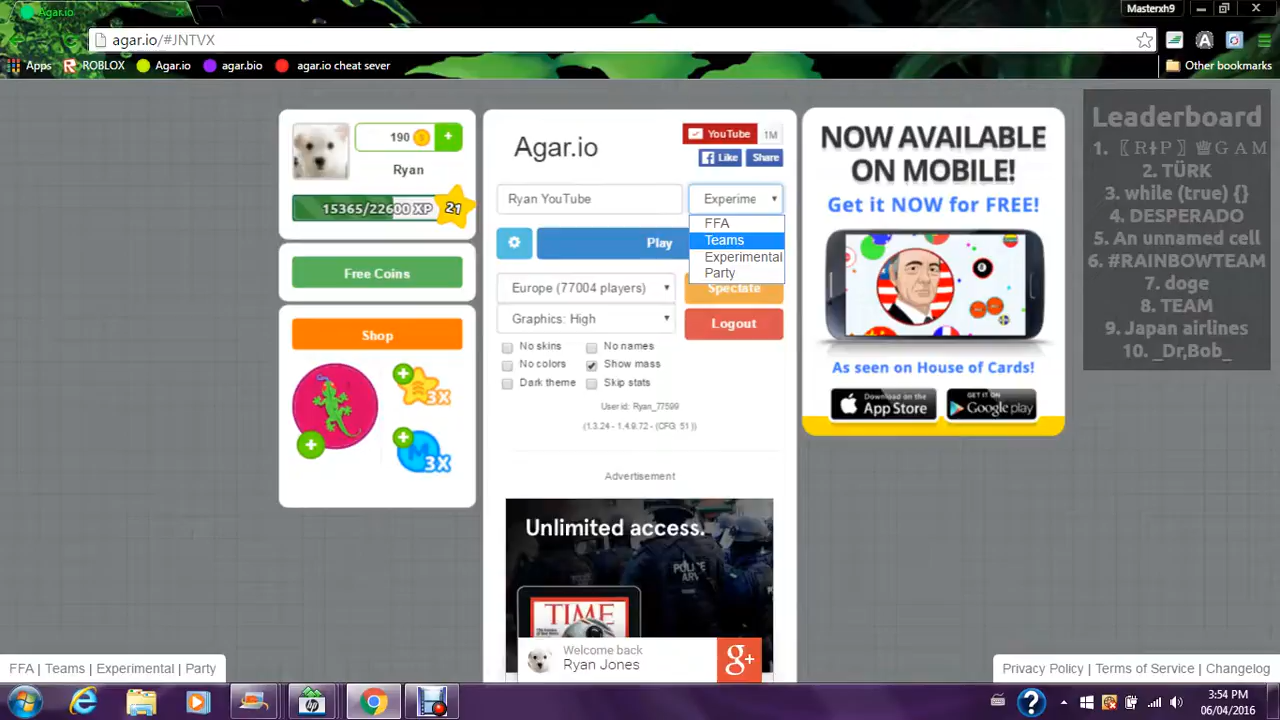 Agar.io
Masterxh9
agar.io/#JNTVX
Apps ROBLOX Agar.io agar.bio agar.io cheat sever Other bookmarks
190
Ryan
15365/22600 XP 21
Free Coins
Shop
3X
M 3X
Agar.io
YouTube 1M
Like Share
Ryan YouTube
Experime
FFA
Teams
Experimental
Party
Play
Europe (77004 players)
Spectate
Graphics: High
Logout
No skins No names
No colors Show mass
Dark theme Skip stats
User id: Ryan_77599
(1.3.24 - 1.4.9.72 - (CFG: 51 ))
Advertisement
Unlimited access.
POLICE
TIME
Welcome back
Ryan Jones
g+
NOW AVAILABLE
ON MOBILE!
Get it NOW for FREE!
8
As seen on House of Cards!
Download on the
App Store
GET IT ON
Google play
Leaderboard
1. 〖 RⱡP 〗♕ G A M
2. TÜRK
3. while (true) {}
4. DESPERADO
5. An unnamed cell
6. #RAINBOWTEAM
7. doge
8. TEAM
9. Japan airlines
10. _Dr,Bob_
FFA | Teams | Experimental | Party
Privacy Policy | Terms of Service | Changelog
hp
3:54 PM
06/04/2016